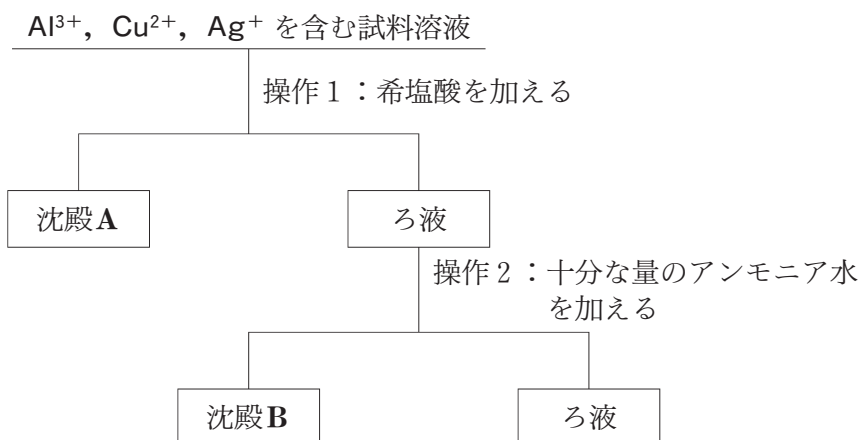 Al³⁺, Cu²⁺, Ag⁺ を含む試料溶液
操作1:希塩酸を加える
沈殿A
ろ液
操作2:十分な量のアンモニア水
を加える
沈殿B
ろ液